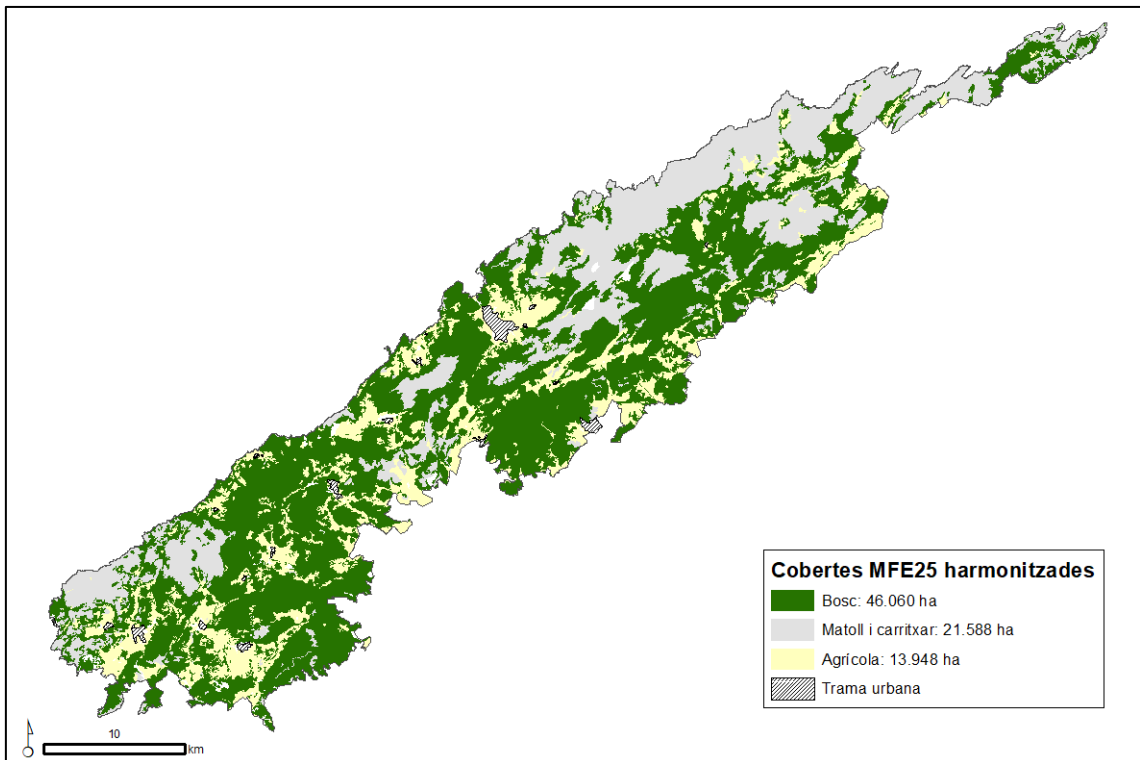 Cobertes MFE25 harmonitzades
Bosc: 46.060 ha
Matoll i carritxar: 21.588 ha
Agrícola: 13.948 ha
Trama urbana
10
km